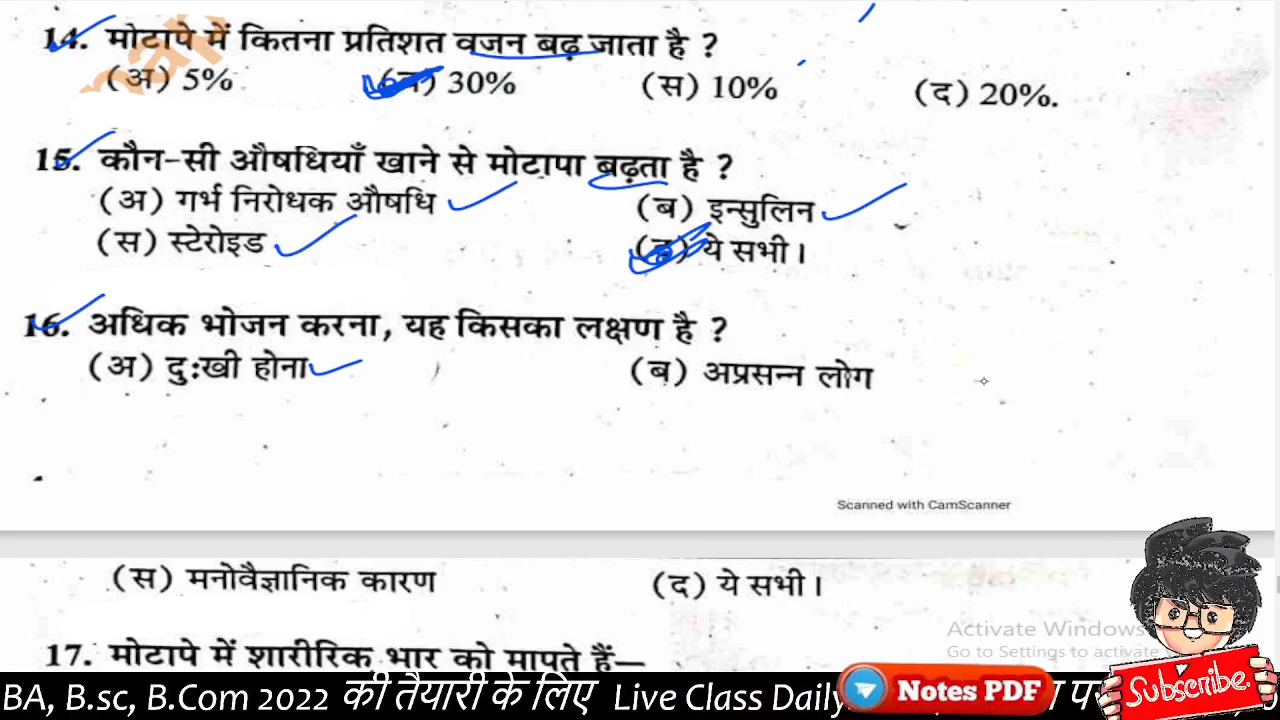 14. मोटापे में कितना प्रतिशत वजन बढ़ जाता है ?
(अ) 5% 30% (स) 10% (द) 20%.
15. कौन-सी औषधियाँ खाने से मोटापा बढ़ता है ?
(अ) गर्भ निरोधक औषधि (ब) इन्सुलिन
(स) स्टेरोइड ये सभी।
16. अधिक भोजन करना, यह किसका लक्षण है ?
(अ) दुःखी होना (ब) अप्रसन्न लोग
Scanned with CamScanner
(स) मनोवैज्ञानिक कारण (द) ये सभी।
17. मोटापे में शारीरिक भार को मापते हैं—
Activate Windows
Go to Settings to activate
BA, B.sc, B.Com 2022 की तैयारी के लिए Live Class Daily
Notes PDF
Subscribe